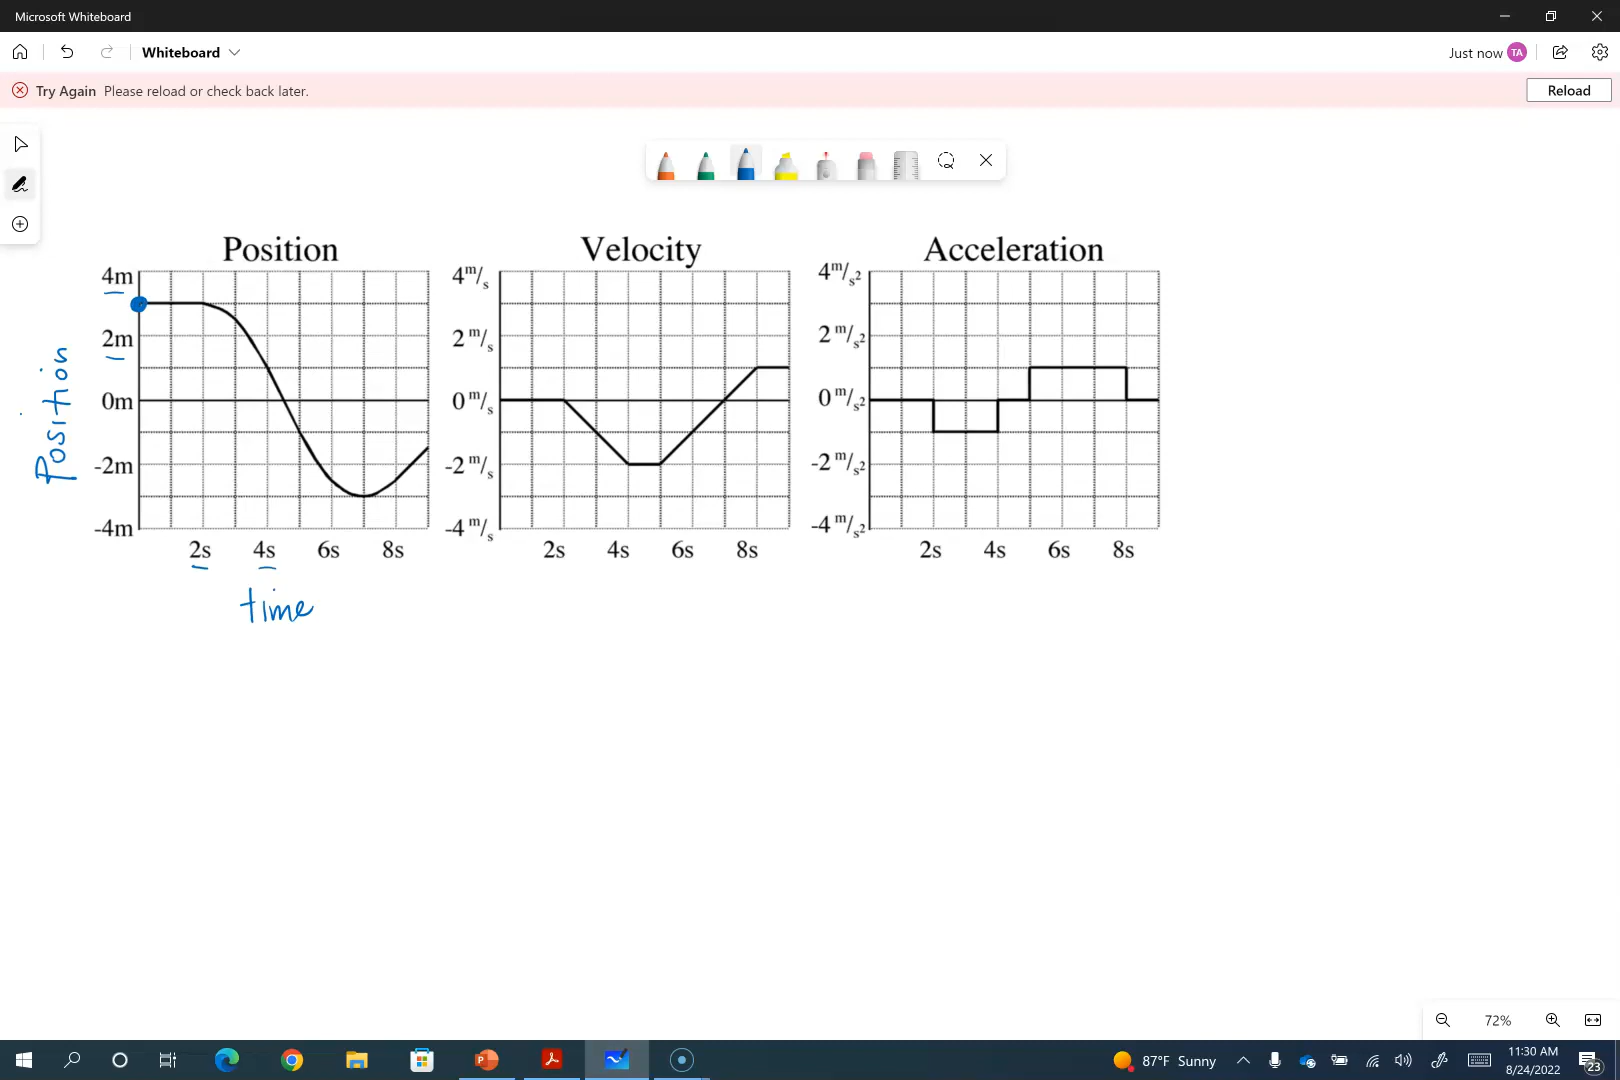 Microsoft Whiteboard
Whiteboard
Just now TA
Try Again Please reload or check back later.
Reload
Position Velocity Acceleration
4m
2m
0m
-2m
-4m
2s 4s 6s 8s
Position
time
4 m/s
2 m/s
0 m/s
-2 m/s
-4 m/s
2s 4s 6s 8s
4 m/s²
2 m/s²
0 m/s²
-2 m/s²
-4 m/s²
2s 4s 6s 8s
72%
87°F Sunny
11:30 AM
8/24/2022
23